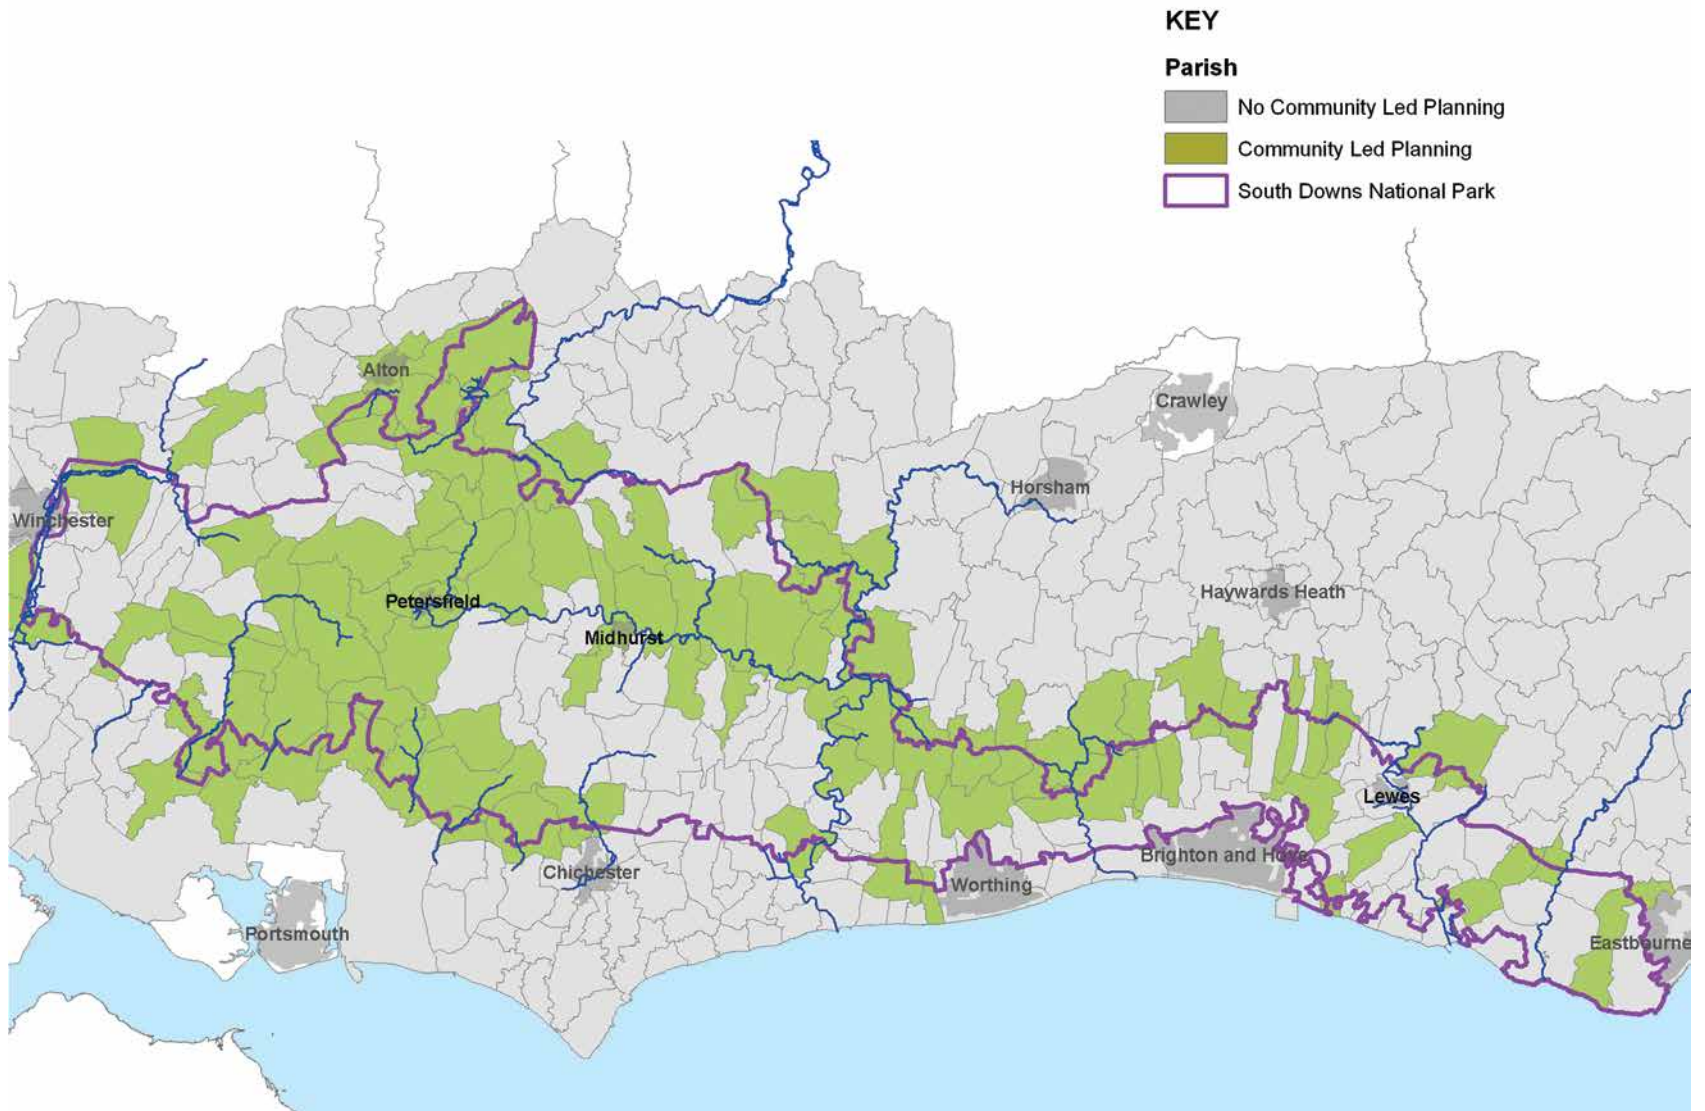 KEY
Parish
No Community Led Planning
Community Led Planning
South Downs National Park
Alton
Crawley
Horsham
Winchester
Haywards Heath
Petersfield
Midhurst
Lewes
Brighton and Hove
Chichester
Worthing
Portsmouth
Eastbourne